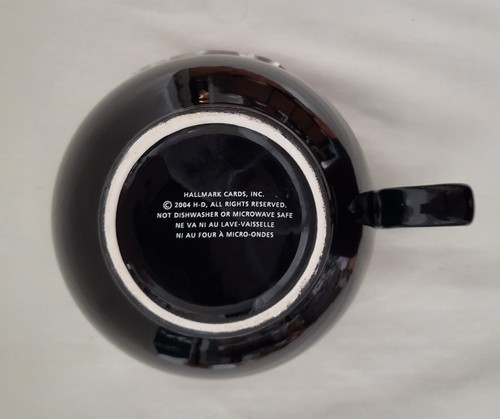 HALLMARK CARDS, INC.
© 2004 H-D, ALL RIGHTS RESERVED.
NOT DISHWASHER OR MICROWAVE SAFE
NE VA NI AU LAVE-VAISSELLE
NI AU FOUR À MICRO-ONDES